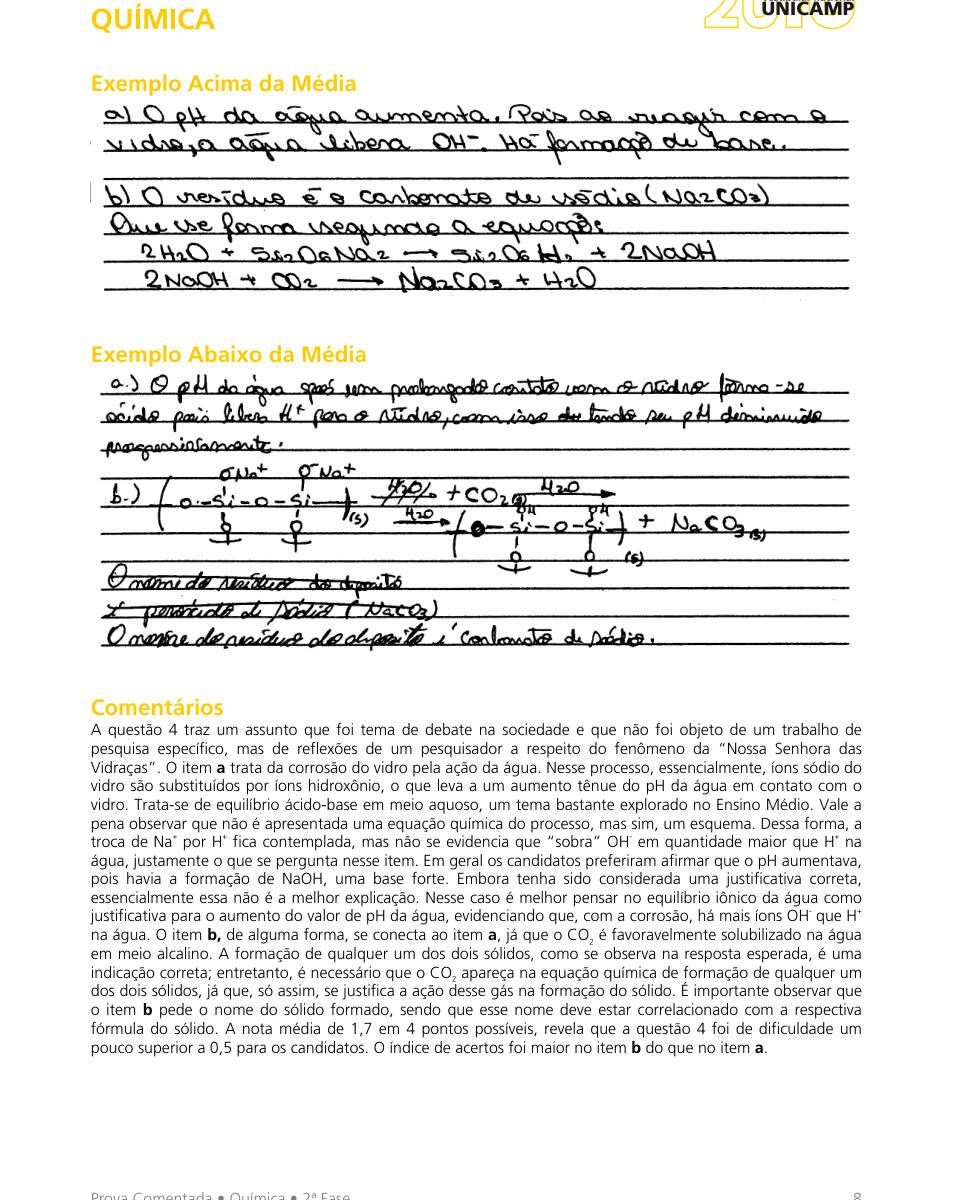 QUÍMICA
UNICAMP
Exemplo Acima da Média
a) O pH da água aumenta. Pois ao reagir com o
vidro, a água libera OH⁻. Há formação de base.
b) O resíduo é o carbonato de sódio (Na2CO3)
Que se forma segundo a equação:
2H2O + Si2O6Na2 → Si2O6H2 + 2NaOH
2NaOH + CO2 → Na2CO3 + H2O
Exemplo Abaixo da Média
a.) O pH da água após sem prolongado contato com o vidro forma-se
ácido pois libera H⁺ para o vidro, com isso do tendo seu pH diminuido
progressivamente.
O⁻Na⁺ O⁻Na⁺
b.) ( O-Si-O-Si ) (s) H2O + CO2 H2O
H2O → ( O-Si-O-Si ) (s) + NaCO3(s)
OH OH
O O
O O
O nome do resíduo do deposito
é peróxido de sódio (NaCO3)
O nome do resíduo do deposito é carbonato de sódio.
Comentários
A questão 4 traz um assunto que foi tema de debate na sociedade e que não foi objeto de um trabalho de
pesquisa específico, mas de reflexões de um pesquisador a respeito do fenômeno da “Nossa Senhora das
Vidraças”. O item a trata da corrosão do vidro pela ação da água. Nesse processo, essencialmente, íons sódio do
vidro são substituídos por íons hidroxônio, o que leva a um aumento tênue do pH da água em contato com o
vidro. Trata-se de equilíbrio ácido-base em meio aquoso, um tema bastante explorado no Ensino Médio. Vale a
pena observar que não é apresentada uma equação química do processo, mas sim, um esquema. Dessa forma, a
troca de Na⁺ por H⁺ fica contemplada, mas não se evidencia que “sobra” OH⁻ em quantidade maior que H⁺ na
água, justamente o que se pergunta nesse item. Em geral os candidatos preferiram afirmar que o pH aumentava,
pois havia a formação de NaOH, uma base forte. Embora tenha sido considerada uma justificativa correta,
essencialmente essa não é a melhor explicação. Nesse caso é melhor pensar no equilíbrio iônico da água como
justificativa para o aumento do valor de pH da água, evidenciando que, com a corrosão, há mais íons OH⁻ que H⁺
na água. O item b, de alguma forma, se conecta ao item a, já que o CO₂ é favoravelmente solubilizado na água
em meio alcalino. A formação de qualquer um dos dois sólidos, como se observa na resposta esperada, é uma
indicação correta; entretanto, é necessário que o CO₂ apareça na equação química de formação de qualquer um
dos dois sólidos, já que, só assim, se justifica a ação desse gás na formação do sólido. É importante observar que
o item b pede o nome do sólido formado, sendo que esse nome deve estar correlacionado com a respectiva
fórmula do sólido. A nota média de 1,7 em 4 pontos possíveis, revela que a questão 4 foi de dificuldade um
pouco superior a 0,5 para os candidatos. O índice de acertos foi maior no item b do que no item a.
Prova Comentada • Química • 2ª Fase 8